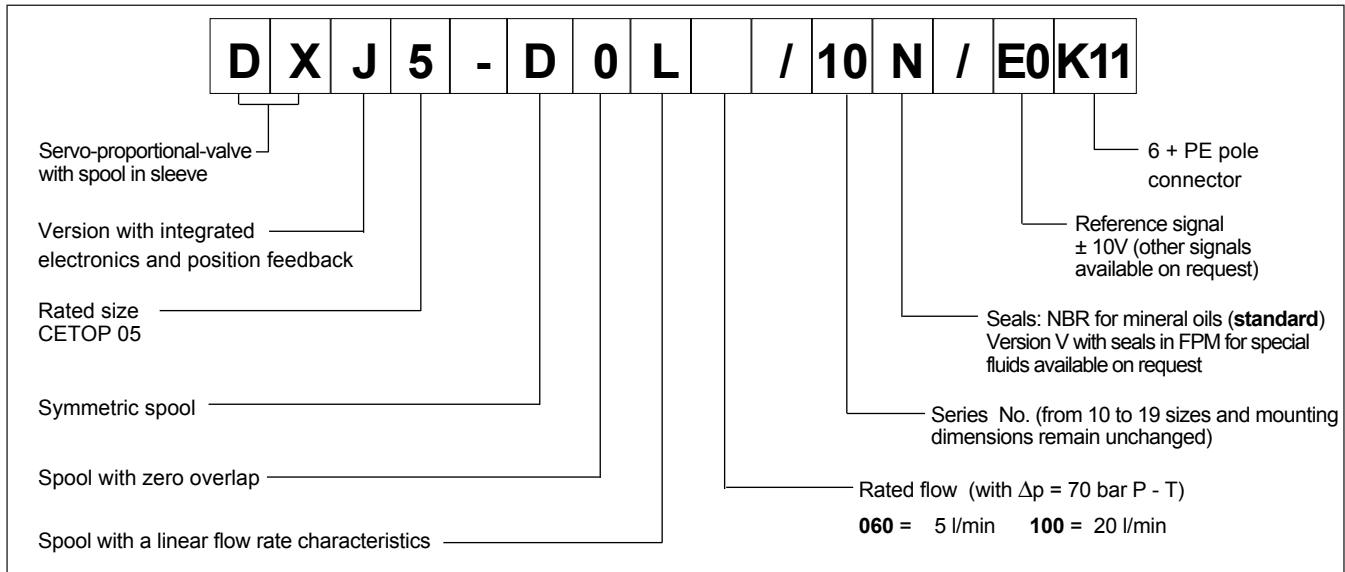 D X J 5 - D 0 L / 10 N / E0 K11
Servo-proportional-valve
with spool in sleeve
Version with integrated
electronics and position feedback
Rated size
CETOP 05
Symmetric spool
Spool with zero overlap
Spool with a linear flow rate characteristics
6 + PE pole
connector
Reference signal
± 10V (other signals
available on request)
Seals: NBR for mineral oils (standard)
Version V with seals in FPM for special
fluids available on request
Series No. (from 10 to 19 sizes and mounting
dimensions remain unchanged)
Rated flow (with Δp = 70 bar P - T)
060 = 5 l/min 100 = 20 l/min